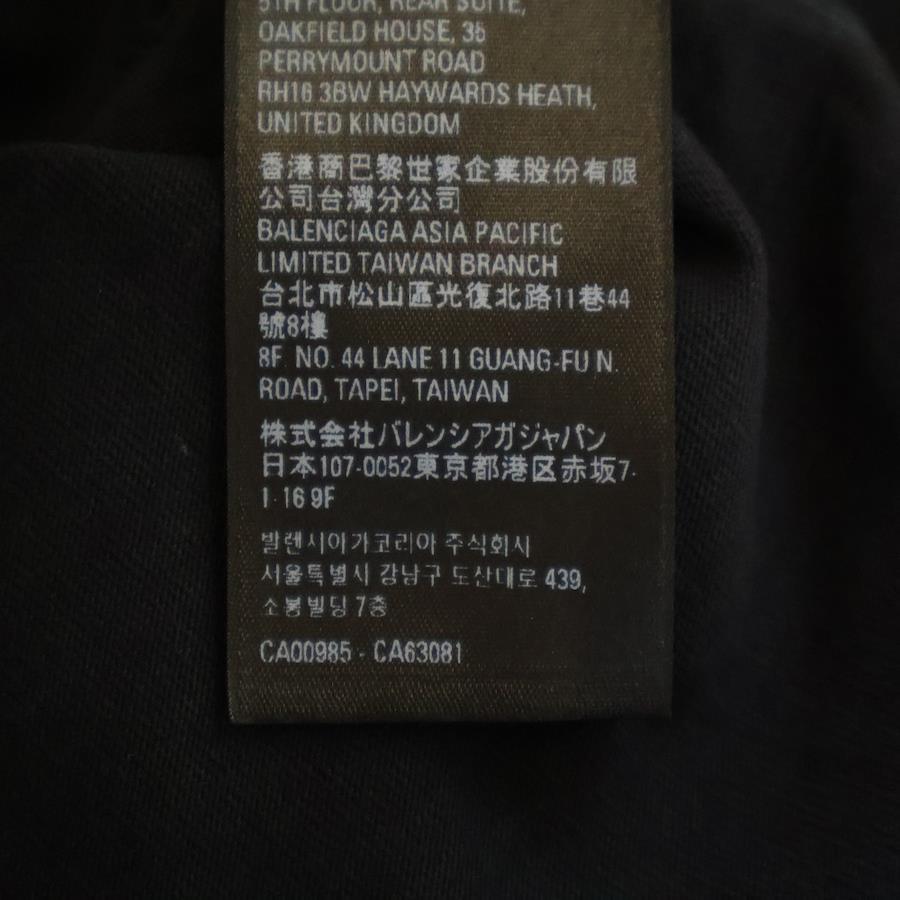 5TH FLOOR, REAR SUITE,
OAKFIELD HOUSE, 35
PERRYMOUNT ROAD
RH16 3BW HAYWARDS HEATH,
UNITED KINGDOM
香港商巴黎世家企業股份有限
公司台灣分公司
BALENCIAGA ASIA PACIFIC
LIMITED TAIWAN BRANCH
台北市松山區光復北路11巷44
號8樓
8F NO. 44 LANE 11 GUANG-FU N.
ROAD, TAPEI, TAIWAN
株式会社バレンシアガジャパン
日本107-0052東京都港区赤坂7-
1-16 9F
발렌시아가코리아 주식회사
서울특별시 강남구 도산대로 439,
소봉빌딩 7층
CA00985 - CA63081